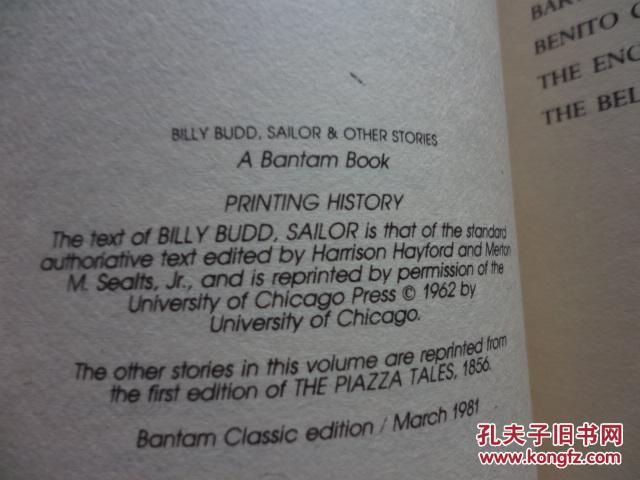 BILLY BUDD, SAILOR & OTHER STORIES
A Bantam Book
PRINTING HISTORY
The text of BILLY BUDD, SAILOR is that of the standard
authoriative text edited by Harrison Hayford and Merton
M. Sealts, Jr., and is reprinted by permission of the
University of Chicago Press © 1962 by
University of Chicago.
The other stories in this volume are reprinted from
the first edition of THE PIAZZA TALES, 1856.
Bantam Classic edition / March 1981
BENITO
THE ENC
THE BEL
孔夫子旧书网
www.kongfz.com